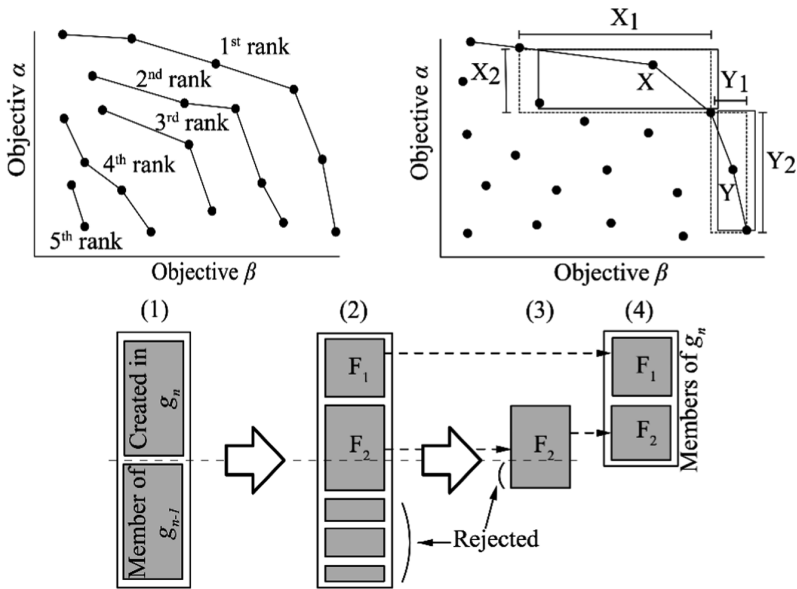 Objectiv α
1st rank
2nd rank
3rd rank
4th rank
5th rank
Objective β
Objective α
X1
X2
X
Y1
Y2
Y
Objective β
(1)
(2)
(3)
(4)
Created in
gn
Member of
gn-1
F1
F2
F2
F1
F2
Members of gn
Rejected